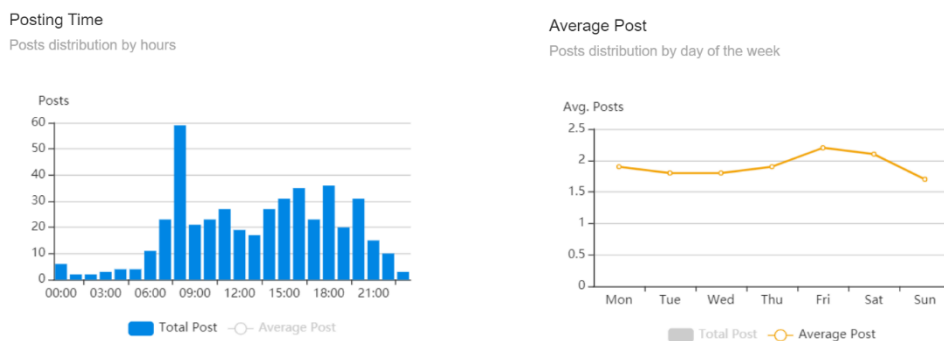 Posting Time
Posts distribution by hours
Posts
60
50
40
30
20
10
0
00:00 03:00 06:00 09:00 12:00 15:00 18:00 21:00
Total Post Average Post
Average Post
Posts distribution by day of the week
Avg. Posts
2.5
2
1.5
1
0.5
0
Mon Tue Wed Thu Fri Sat Sun
Total Post Average Post